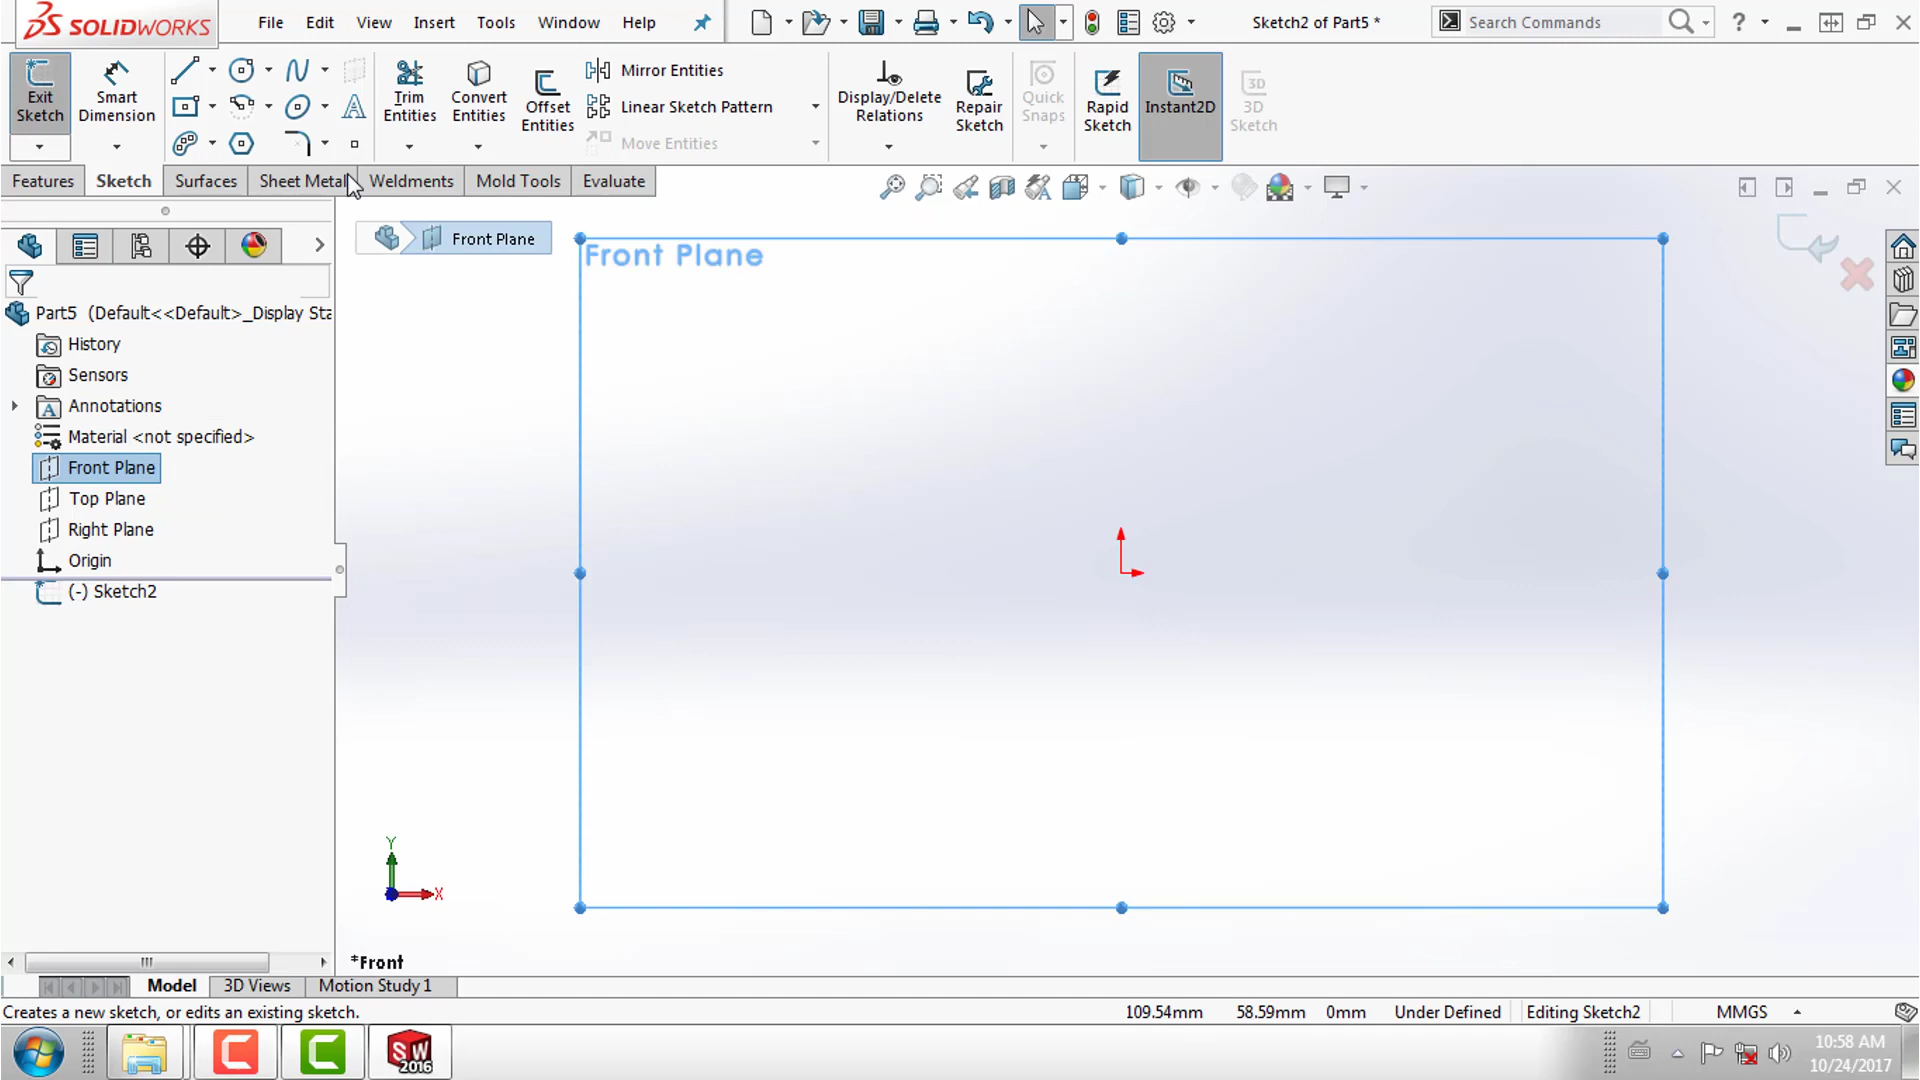 SOLIDWORKS
File Edit View Insert Tools Window Help
Sketch2 of Part5 *
Search Commands
Exit Sketch
Smart Dimension
Trim Entities
Convert Entities
Offset Entities
Mirror Entities
Linear Sketch Pattern
Move Entities
Display/Delete Relations
Repair Sketch
Quick Snaps
Rapid Sketch
Instant2D
3D Sketch
Features Sketch Surfaces Sheet Metal Weldments Mold Tools Evaluate
Front Plane
Front Plane
Part5 (Default<<Default>_Display Sta
History
Sensors
Annotations
Material <not specified>
Front Plane
Top Plane
Right Plane
Origin
(-) Sketch2
Y
X
*Front
Model 3D Views Motion Study 1
Creates a new sketch, or edits an existing sketch.
109.54mm 58.59mm 0mm Under Defined Editing Sketch2 MMGS
SW
2016
10:58 AM
10/24/2017